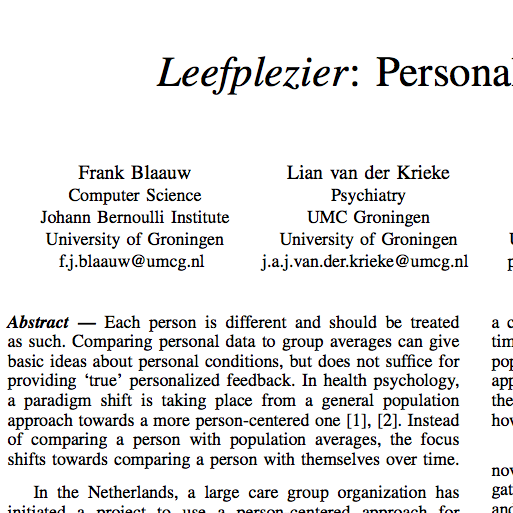 Leefplezier: Personal
Frank Blaauw
Computer Science
Johann Bernoulli Institute
University of Groningen
f.j.blaauw@umcg.nl
Lian van der Krieke
Psychiatry
UMC Groningen
University of Groningen
j.a.j.van.der.krieke@umcg.nl
Abstract — Each person is different and should be treated
as such. Comparing personal data to group averages can give
basic ideas about personal conditions, but does not suffice for
providing ‘true’ personalized feedback. In health psychology,
a paradigm shift is taking place from a general population
approach towards a more person-centered one [1], [2]. Instead
of comparing a person with population averages, the focus
shifts towards comparing a person with themselves over time.
In the Netherlands, a large care group organization has
initiated a project to use a person-centered approach for
a c
tim
pop
app
the
how
nov
gat
and